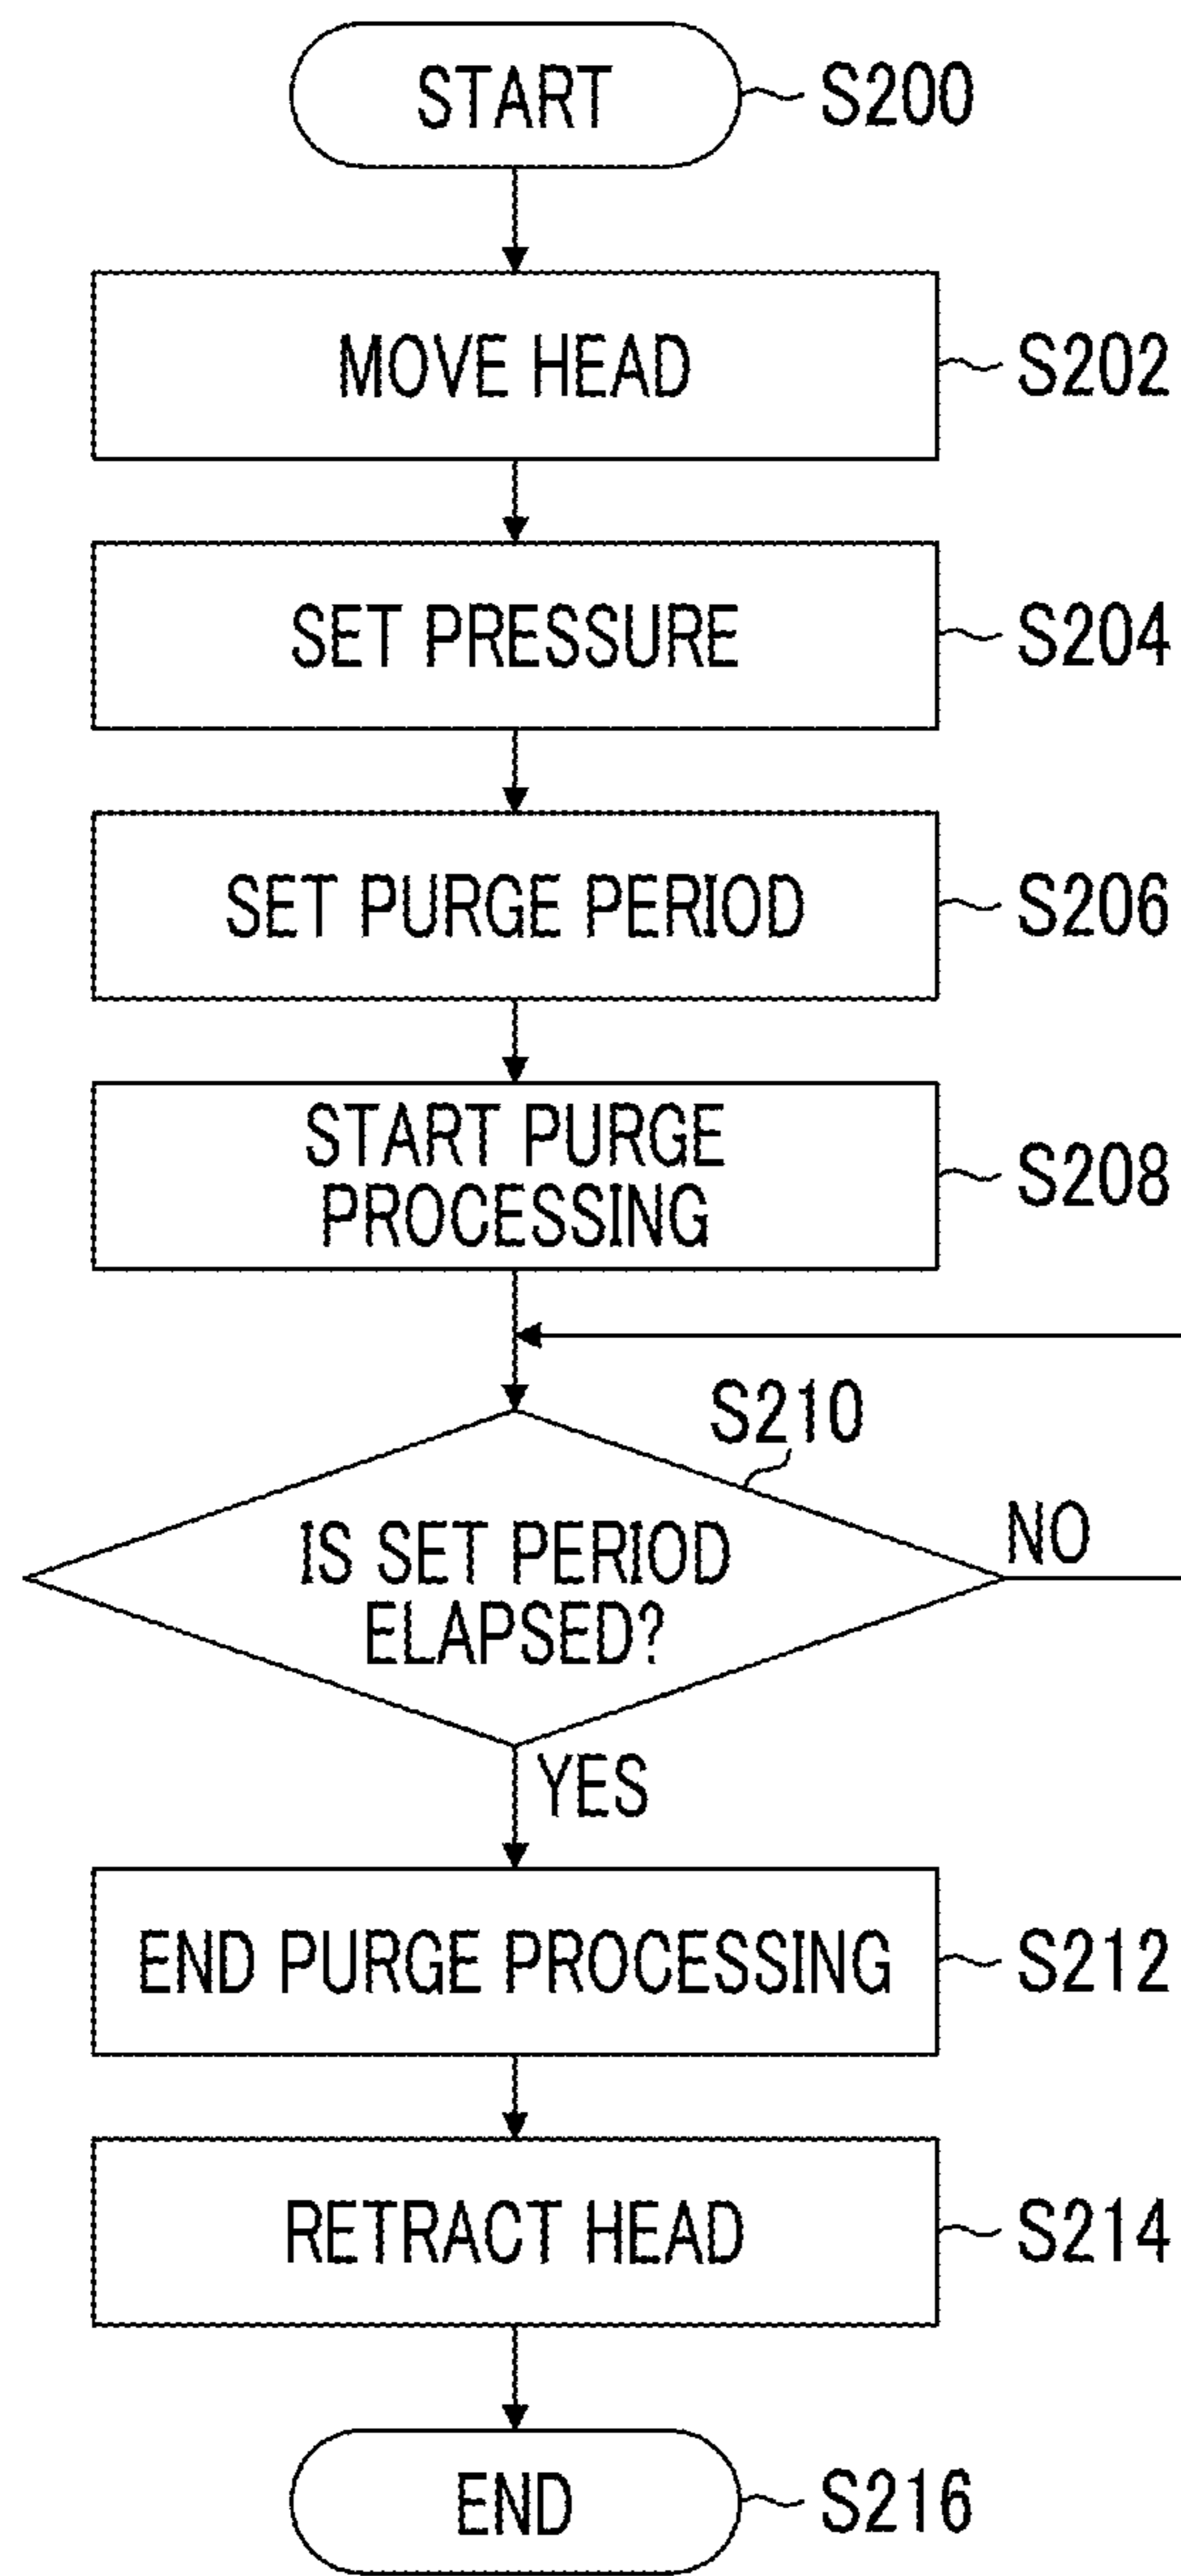 START
S200
MOVE HEAD
S202
SET PRESSURE
S204
SET PURGE PERIOD
S206
START PURGE
PROCESSING
S208
S210
IS SET PERIOD
ELAPSED?
NO
YES
END PURGE PROCESSING
S212
RETRACT HEAD
S214
END
S216